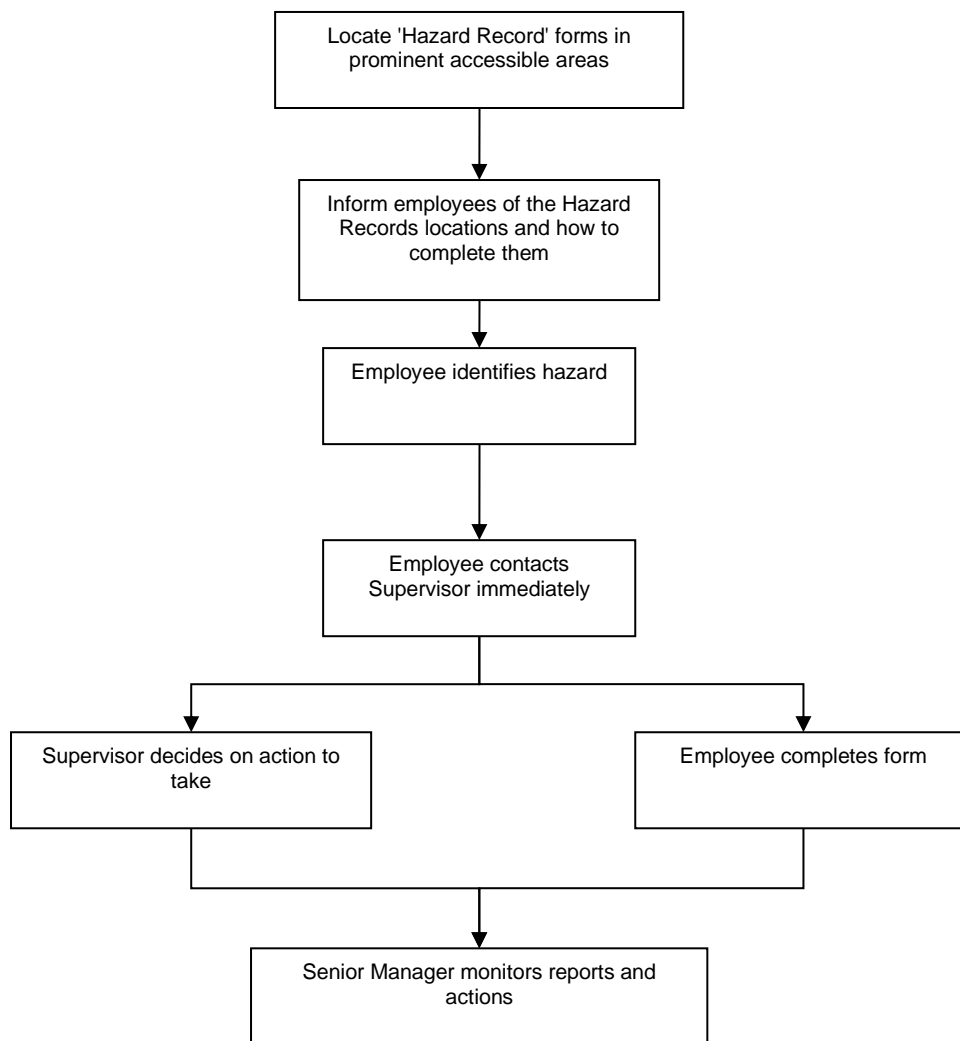 Locate 'Hazard Record' forms in
prominent accessible areas
Inform employees of the Hazard
Records locations and how to
complete them
Employee identifies hazard
Employee contacts
Supervisor immediately
Supervisor decides on action to
take
Employee completes form
Senior Manager monitors reports and
actions